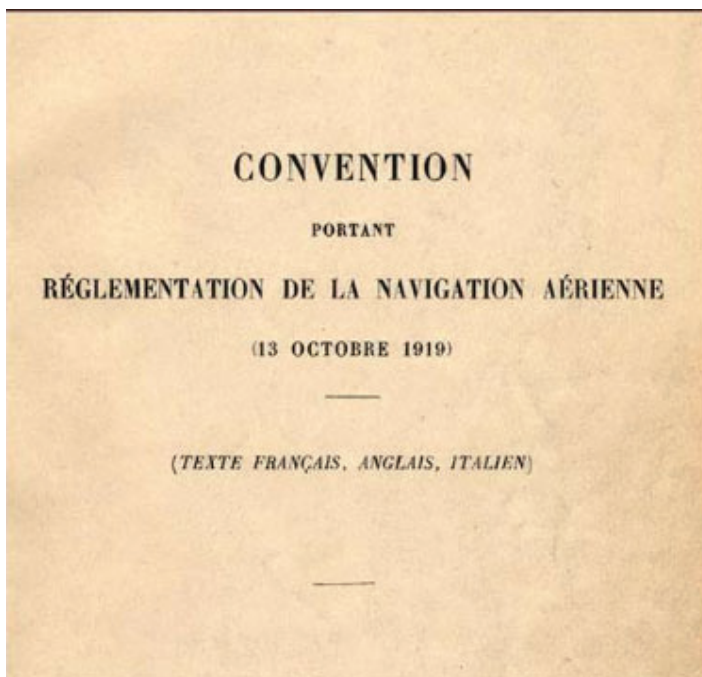 CONVENTION
PORTANT
RÉGLEMENTATION DE LA NAVIGATION AÉRIENNE
(13 OCTOBRE 1919)
(TEXTE FRANÇAIS, ANGLAIS, ITALIEN)